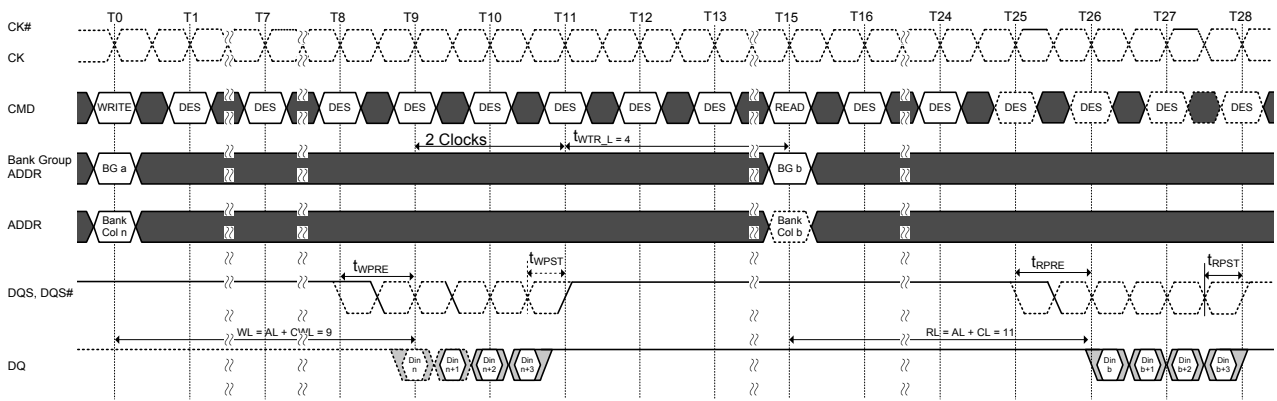 T0 T1 T7 T8 T9 T10 T11 T12 T13 T15 T16 T24 T25 T26 T27 T28
CK#
CK
CMD WRITE DES DES DES DES DES DES DES DES READ DES DES DES DES DES DES
2 Clocks tWTR_L = 4
Bank Group
ADDR
BG a BG b
ADDR
Bank
Col n
Bank
Col b
tWPRE tWPST tRPRE tRPST
DQS, DQS#
WL = AL + CWL = 9 RL = AL + CL = 11
DQ
Din
n
Din
n+1
Din
n+2
Din
n+3
Din
b
Din
b+1
Din
b+2
Din
b+3